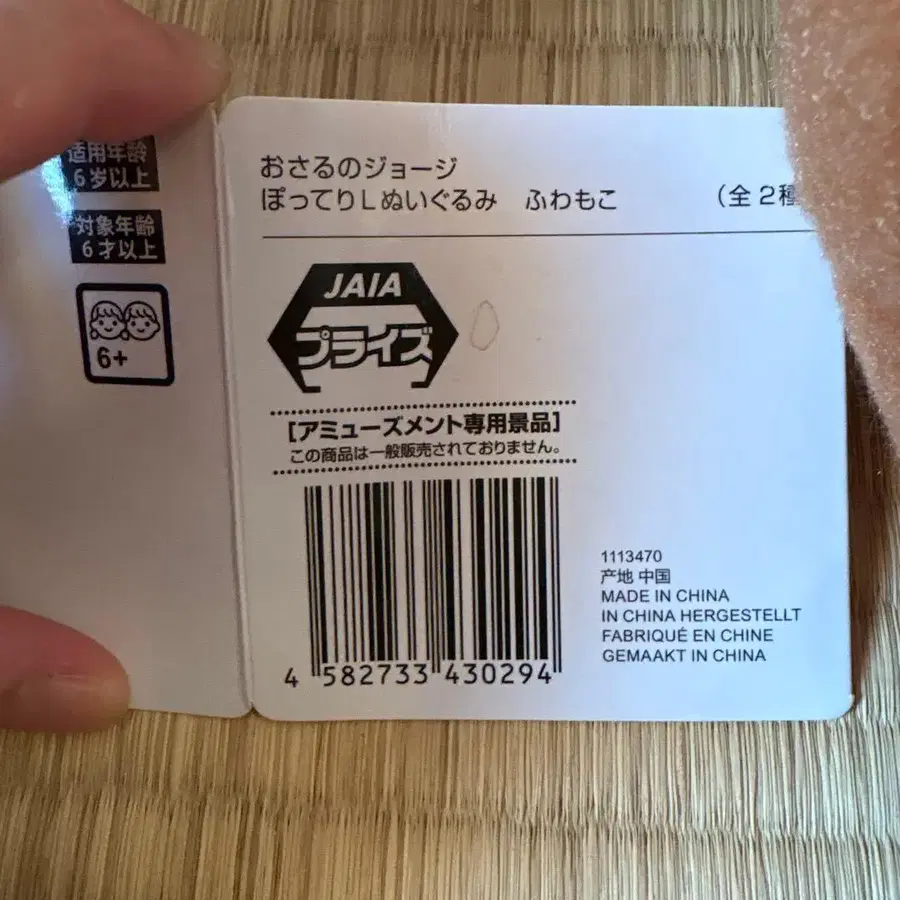 适用年龄
6岁以上
対象年齢
6才以上
6+
おさるのジョージ
ぽってりLぬいぐるみ ふわもこ (全2種
JAIA
プライズ
[アミューズメント専用景品]
この商品は一般販売されておりません。
4 582733 430294
1113470
产地 中国
MADE IN CHINA
IN CHINA HERGESTELLT
FABRIQUÉ EN CHINE
GEMAAKT IN CHINA